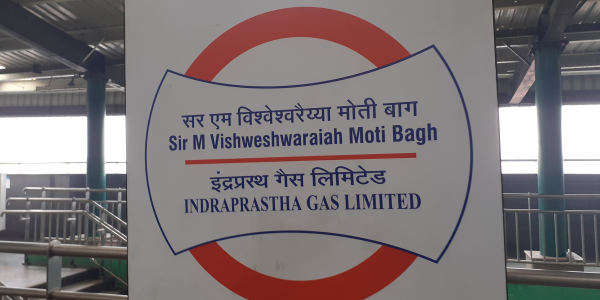 सर एम विश्वेश्वरैय्या मोती बाग
Sir M Vishweshwaraiah Moti Bagh
इंद्रप्रस्थ गैस लिमिटेड
INDRAPRASTHA GAS LIMITED